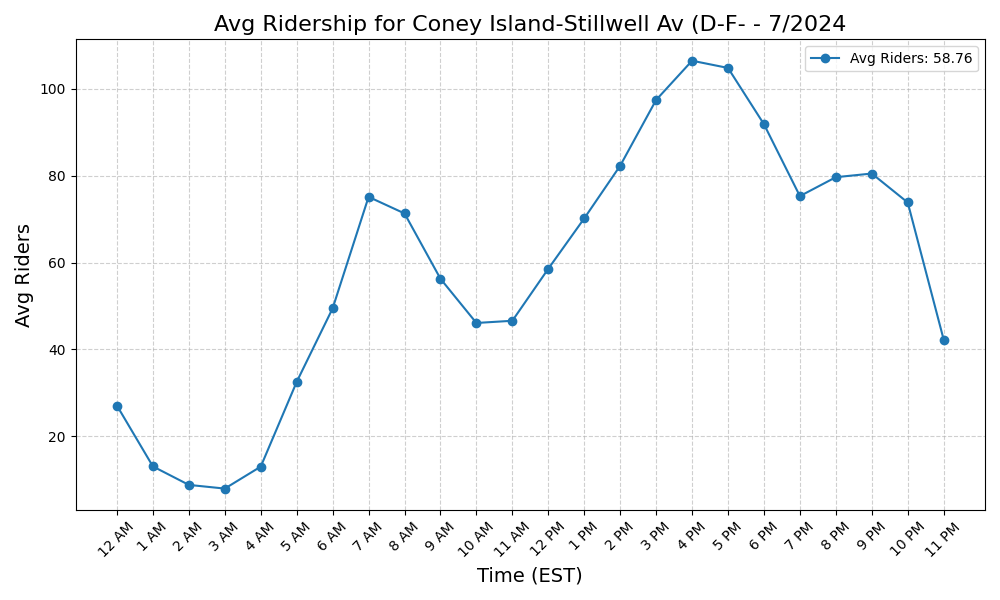 Avg Ridership for Coney Island-Stillwell Av (D-F- - 7/2024
Avg Riders: 58.76
Avg Riders
100
80
60
40
20
12 AM
1 AM
2 AM
3 AM
4 AM
5 AM
6 AM
7 AM
8 AM
9 AM
10 AM
11 AM
12 PM
1 PM
2 PM
3 PM
4 PM
5 PM
6 PM
7 PM
8 PM
9 PM
10 PM
11 PM
Time (EST)